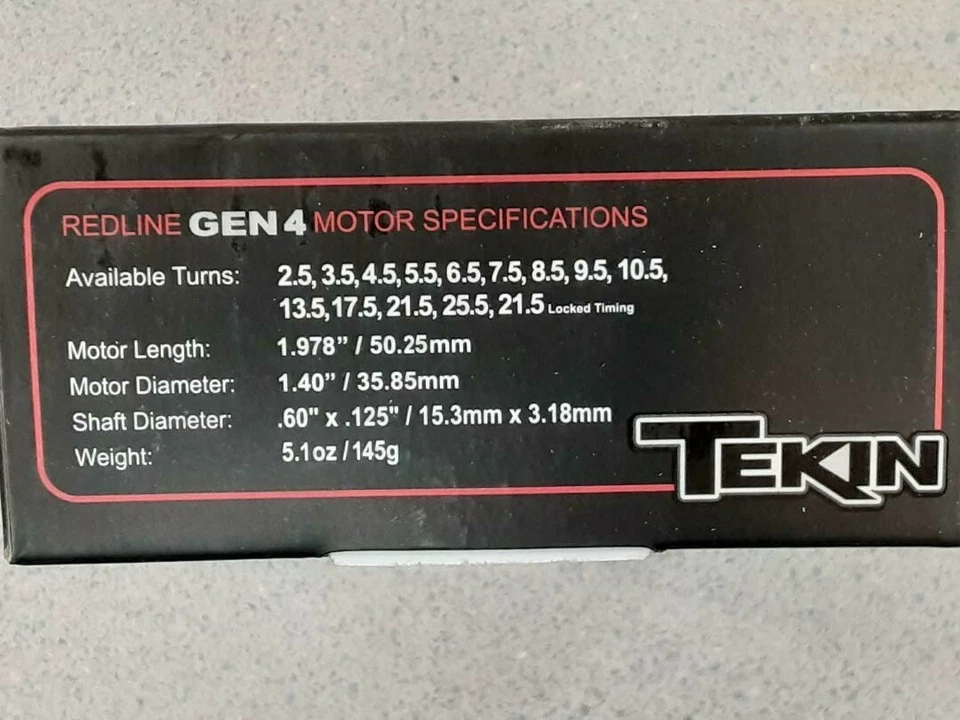 REDLINE GEN 4 MOTOR SPECIFICATIONS
Available Turns: 2.5, 3.5, 4.5, 5.5, 6.5, 7.5, 8.5, 9.5, 10.5,
13.5, 17.5, 21.5, 25.5, 21.5 Locked Timing
Motor Length: 1.978” / 50.25mm
Motor Diameter: 1.40” / 35.85mm
Shaft Diameter: .60" x .125" / 15.3mm x 3.18mm
Weight: 5.1oz / 145g
TEKIN